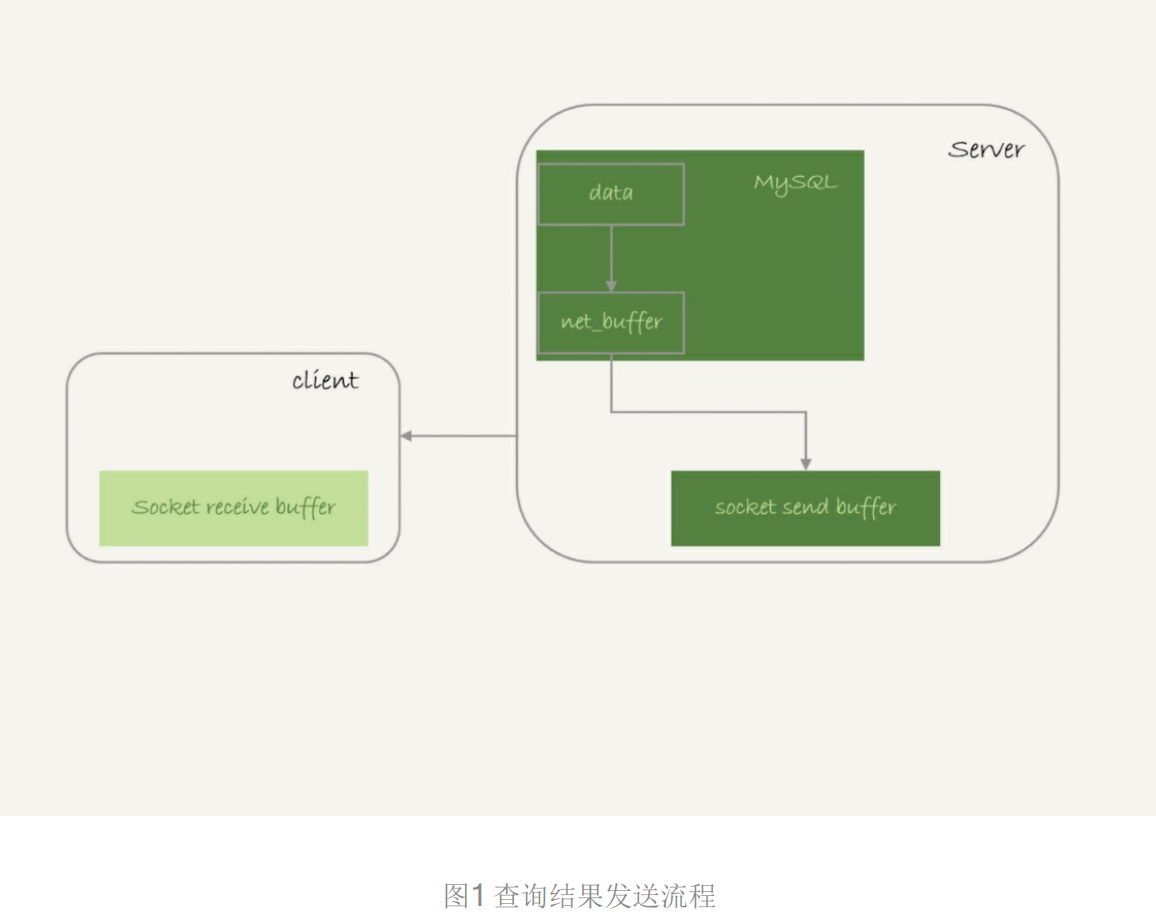 Server
MySQL
data
net_buffer
client
Socket receive buffer
socket send buffer
图1 查询结果发送流程